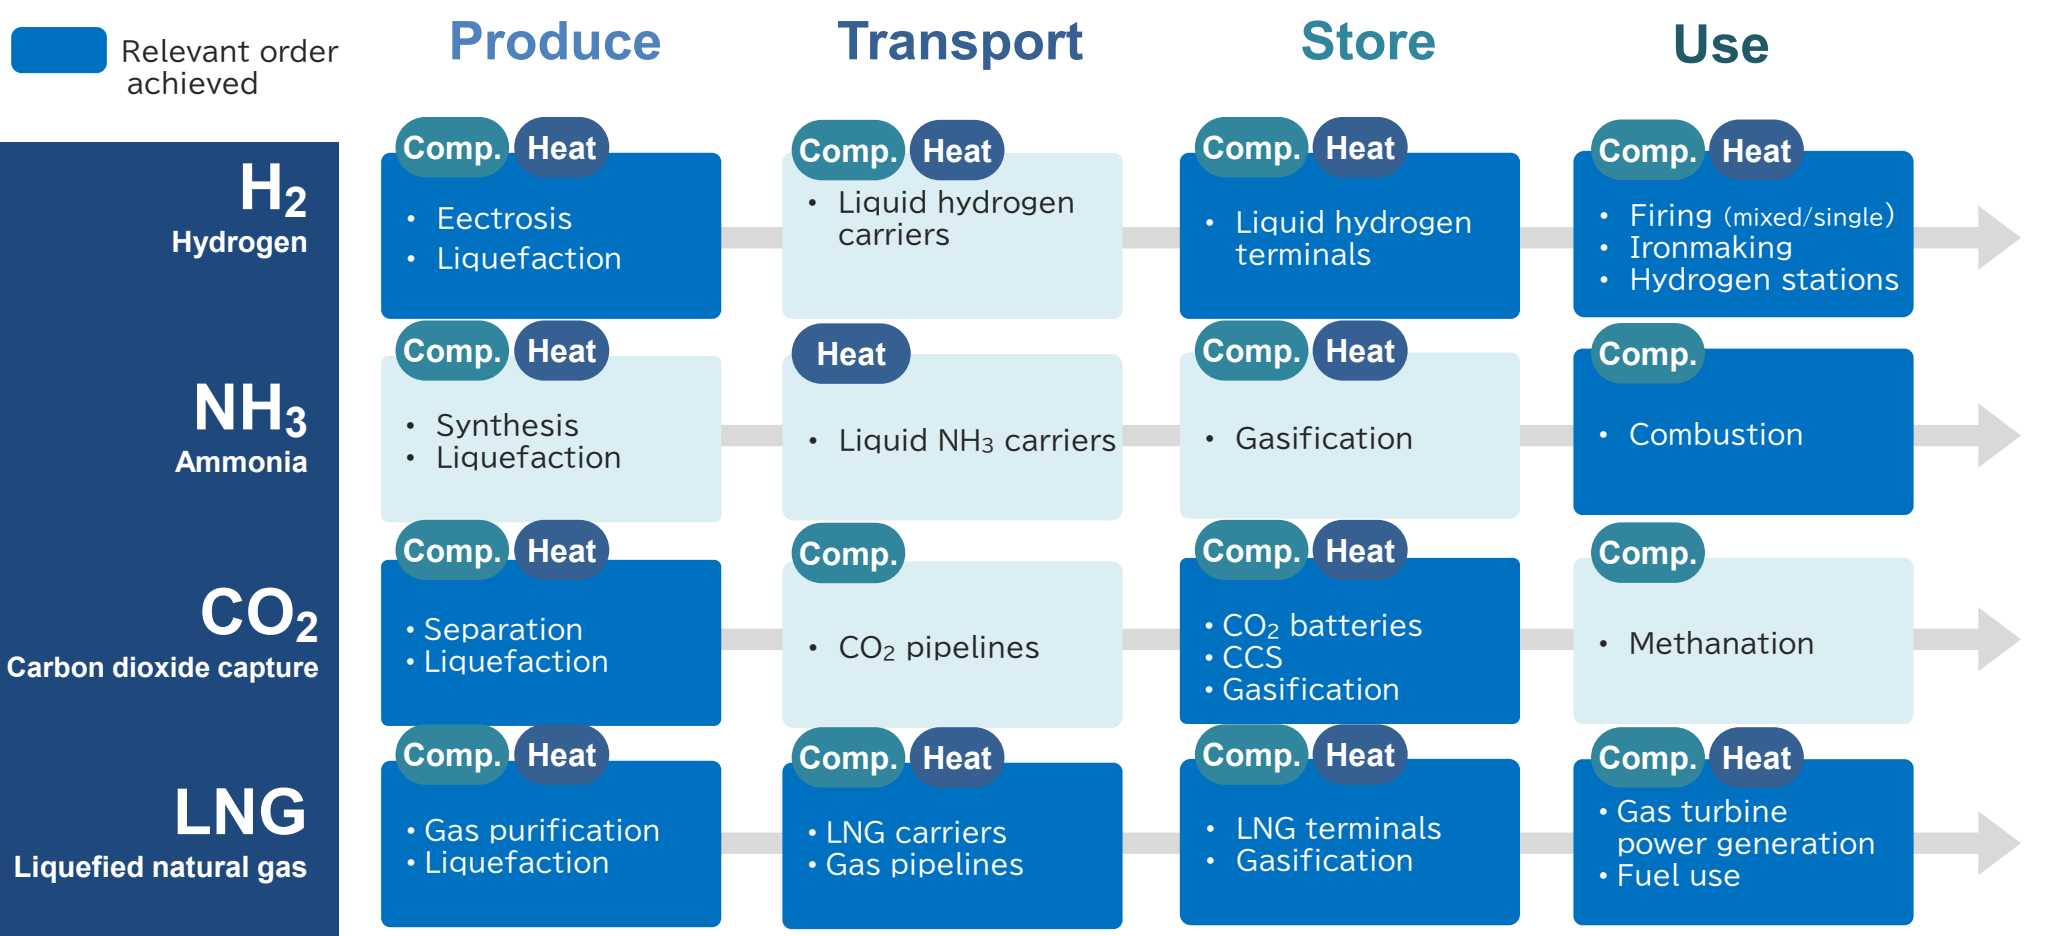 Relevant order
achieved
Produce
Transport
Store
Use
H2
Hydrogen
Comp. Heat
• Eectrosis
• Liquefaction
Comp. Heat
• Liquid hydrogen
carriers
Comp. Heat
• Liquid hydrogen
terminals
Comp. Heat
• Firing (mixed/single)
• Ironmaking
• Hydrogen stations
NH3
Ammonia
Comp. Heat
• Synthesis
• Liquefaction
Heat
• Liquid NH3 carriers
Comp. Heat
• Gasification
Comp.
• Combustion
CO2
Carbon dioxide capture
Comp. Heat
• Separation
• Liquefaction
Comp.
• CO2 pipelines
Comp. Heat
• CO2 batteries
• CCS
• Gasification
Comp.
• Methanation
LNG
Liquefied natural gas
Comp. Heat
• Gas purification
• Liquefaction
Comp. Heat
• LNG carriers
• Gas pipelines
Comp. Heat
• LNG terminals
• Gasification
Comp. Heat
• Gas turbine
power generation
• Fuel use